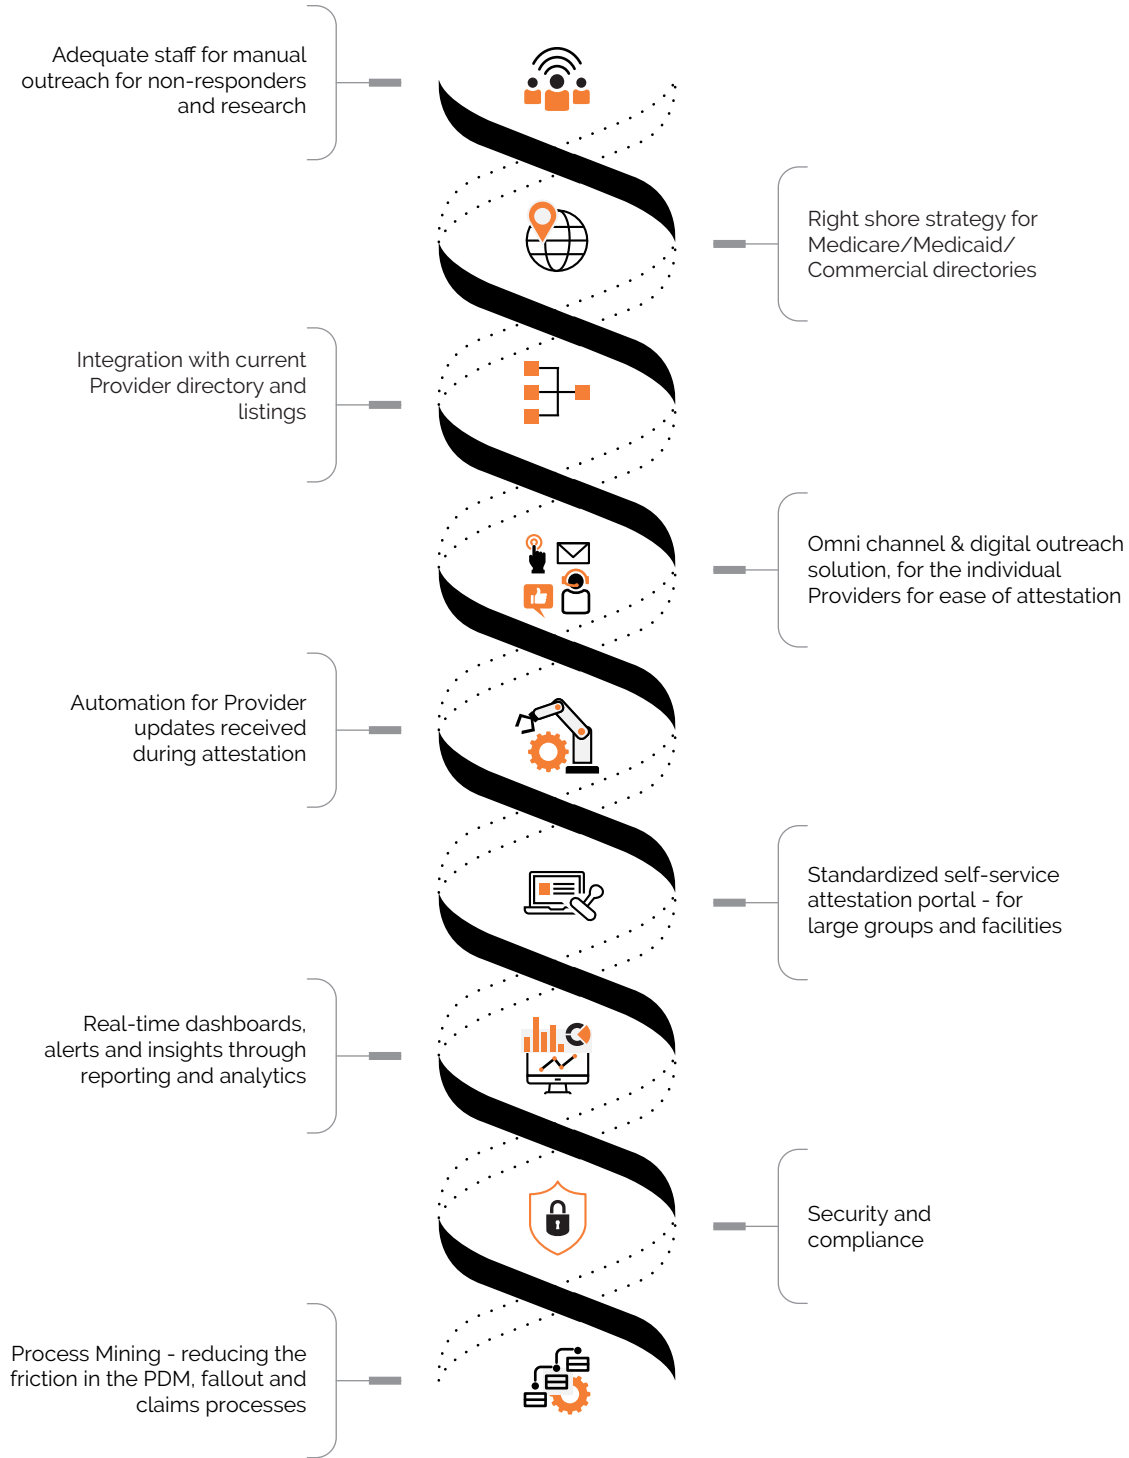 Adequate staff for manual
outreach for non-responders
and research
Right shore strategy for
Medicare/Medicaid/
Commercial directories
Integration with current
Provider directory and
listings
Omni channel & digital outreach
solution, for the individual
Providers for ease of attestation
Automation for Provider
updates received
during attestation
Standardized self-service
attestation portal - for
large groups and facilities
Real-time dashboards,
alerts and insights through
reporting and analytics
Security and
compliance
Process Mining - reducing the
friction in the PDM, fallout and
claims processes